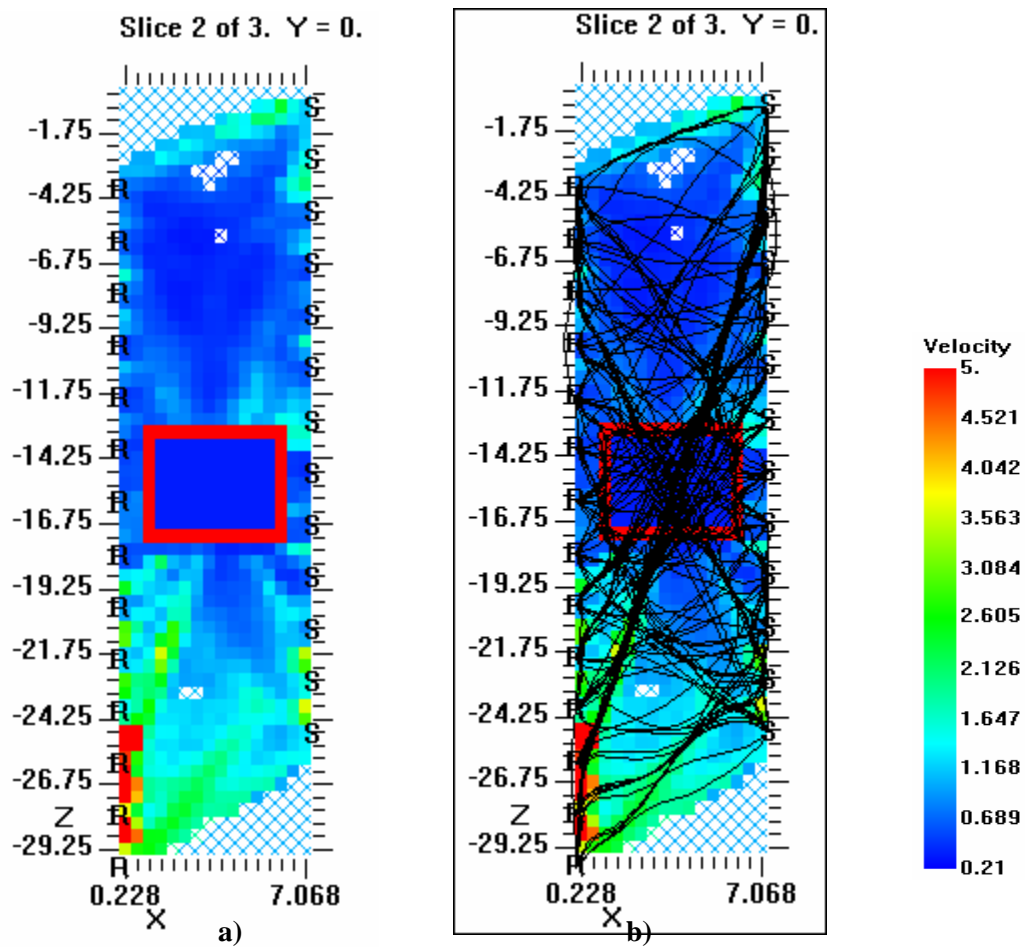 Slice 2 of 3. Y = 0.
S
-1.75
S
-4.25 R
S
R
-6.75 S
R
S
-9.25
R
S
-11.75
R
S
R
-14.25
S
R
-16.75 S
R
S
-19.25
R
S
-21.75 R
S
-24.25 R
S
R
-26.75
Z R
-29.25
R
0.228 7.068
X
a)
Slice 2 of 3. Y = 0.
S
-1.75
S
-4.25 R
S
R
-6.75 S
R
S
-9.25
R
S
-11.75
R
S
R
-14.25
S
R
-16.75 S
R
S
-19.25
R
S
-21.75 R
S
-24.25 R
S
R
-26.75
Z R
-29.25
R
0.228 7.068
X
b)
Velocity
5.
4.521
4.042
3.563
3.084
2.605
2.126
1.647
1.168
0.689
0.21